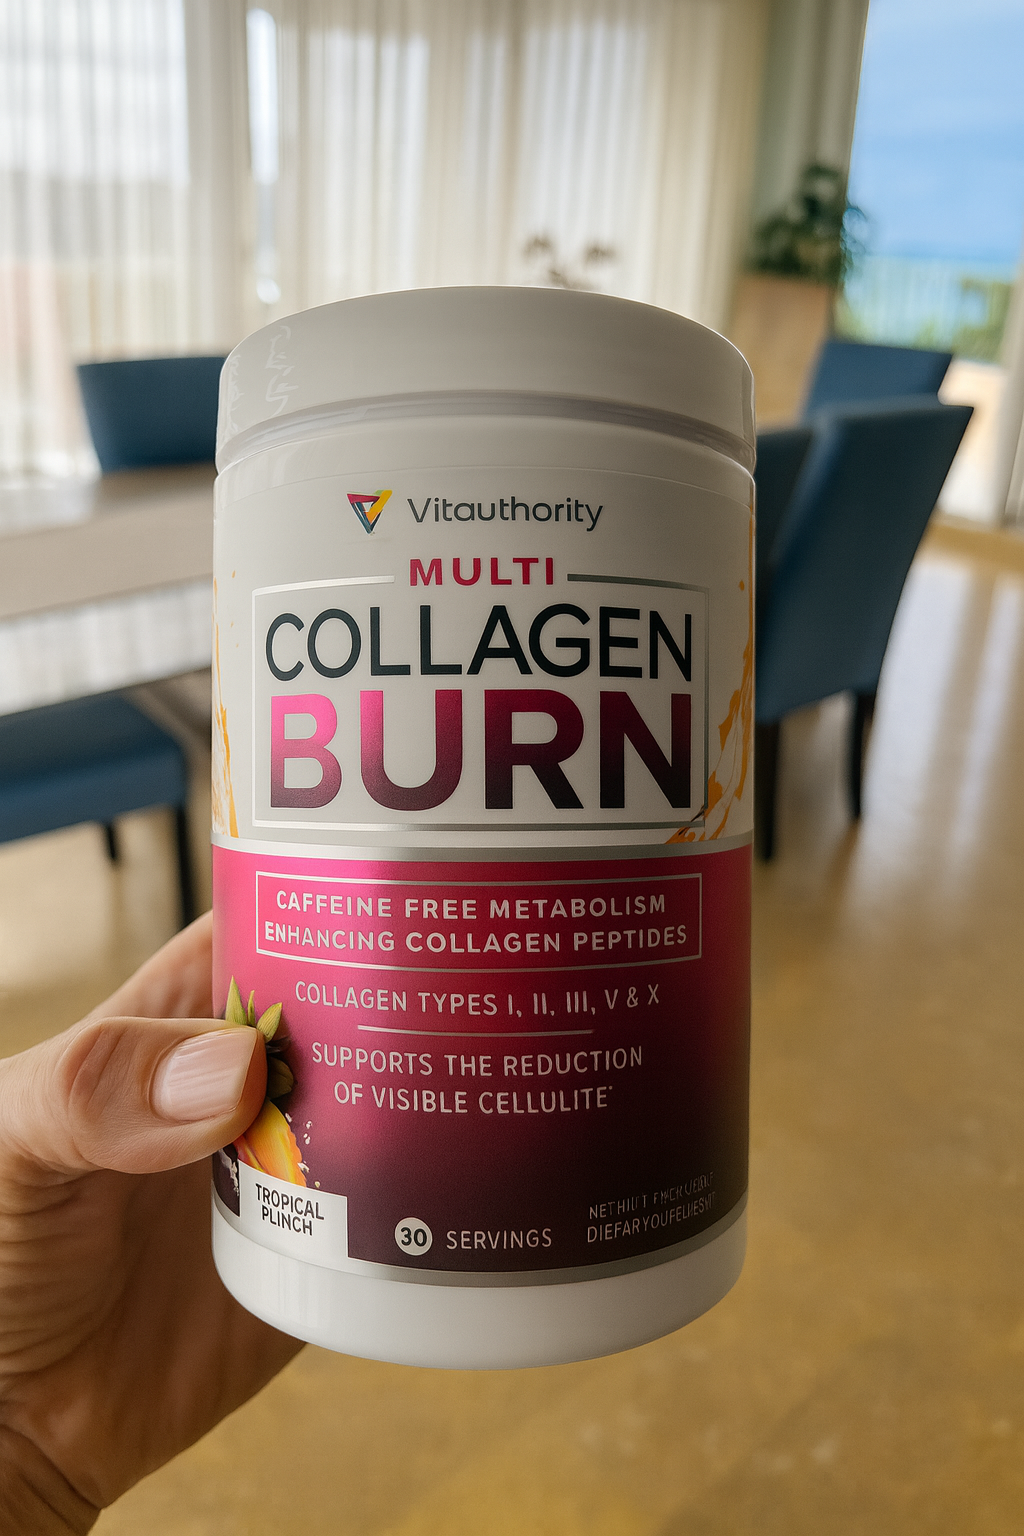 Vitauthority
MULTI
COLLAGEN
BURN
CAFFEINE FREE METABOLISM
ENHANCING COLLAGEN PEPTIDES
COLLAGEN TYPES I, II, III, V & X
SUPPORTS THE REDUCTION
OF VISIBLE CELLULITE*
TROPICAL
PLINCH
30 SERVINGS